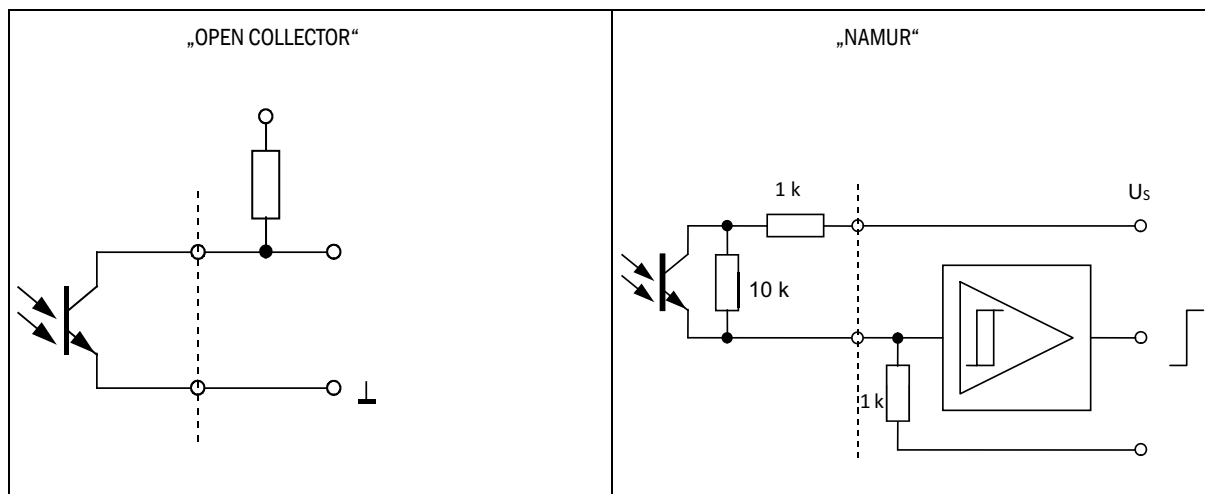 „OPEN COLLECTOR“
„NAMUR“
1 k
Us
10 k
1 k